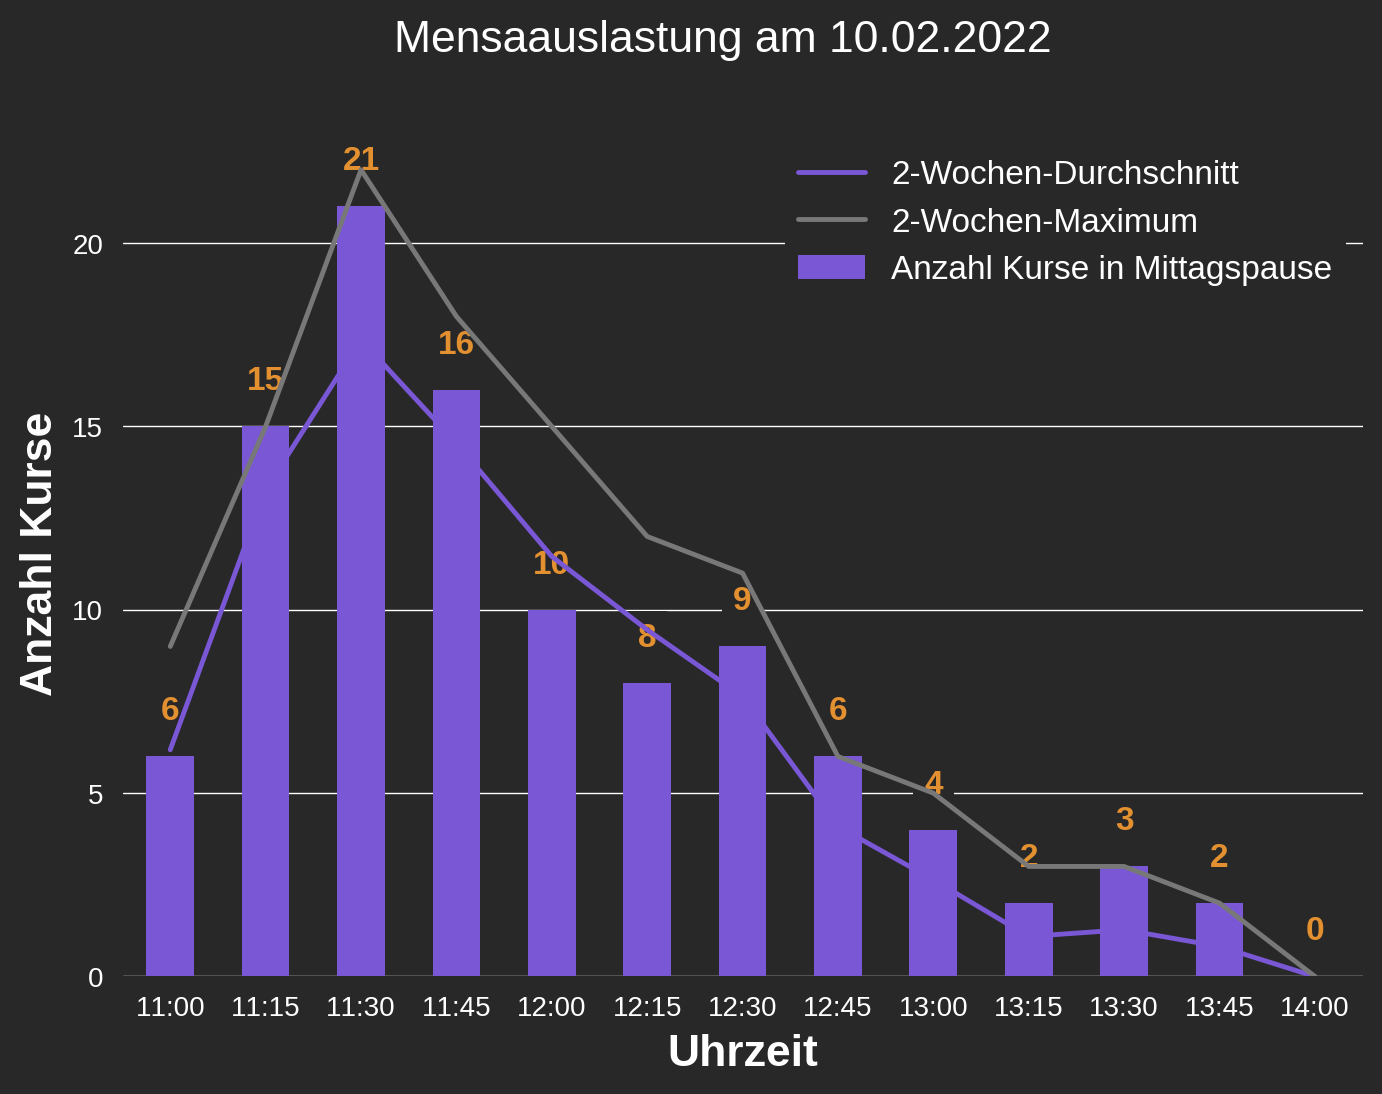 Mensaauslastung am 10.02.2022
2-Wochen-Durchschnitt
2-Wochen-Maximum
Anzahl Kurse in Mittagspause
Anzahl Kurse
20
15
10
5
0
6
15
21
16
10
8
9
6
4
2
3
2
0
11:00 11:15 11:30 11:45 12:00 12:15 12:30 12:45 13:00 13:15 13:30 13:45 14:00
Uhrzeit